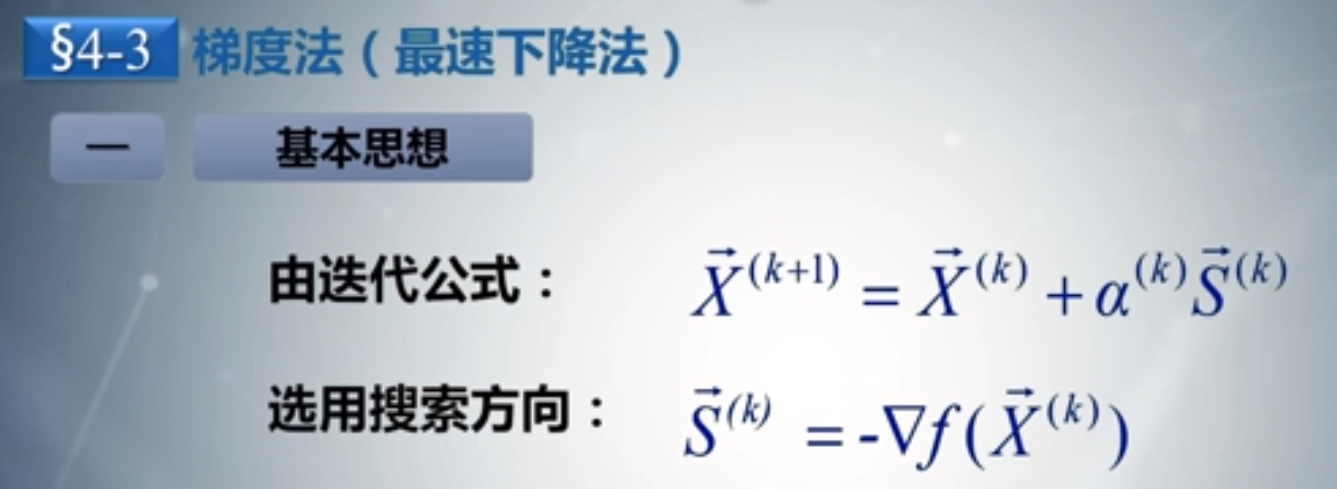 §4-3 梯度法（最速下降法）
一 基本思想
由迭代公式： $\vec{X}^{(k+1)} = \vec{X}^{(k)} + \alpha^{(k)} \vec{S}^{(k)}$
选用搜索方向： $\vec{S}^{(k)} = -\nabla f(\vec{X}^{(k)})$